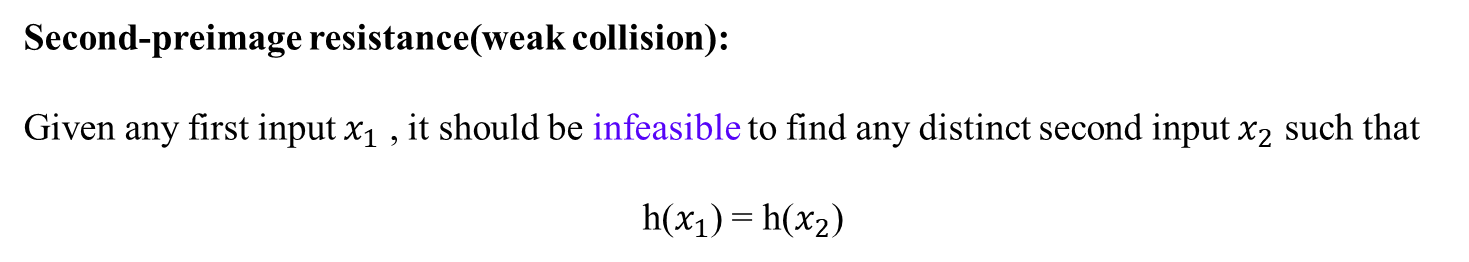 Second-preimage resistance(weak collision):
Given any first input x₁ , it should be infeasible to find any distinct second input x₂ such that
h(x₁) = h(x₂)